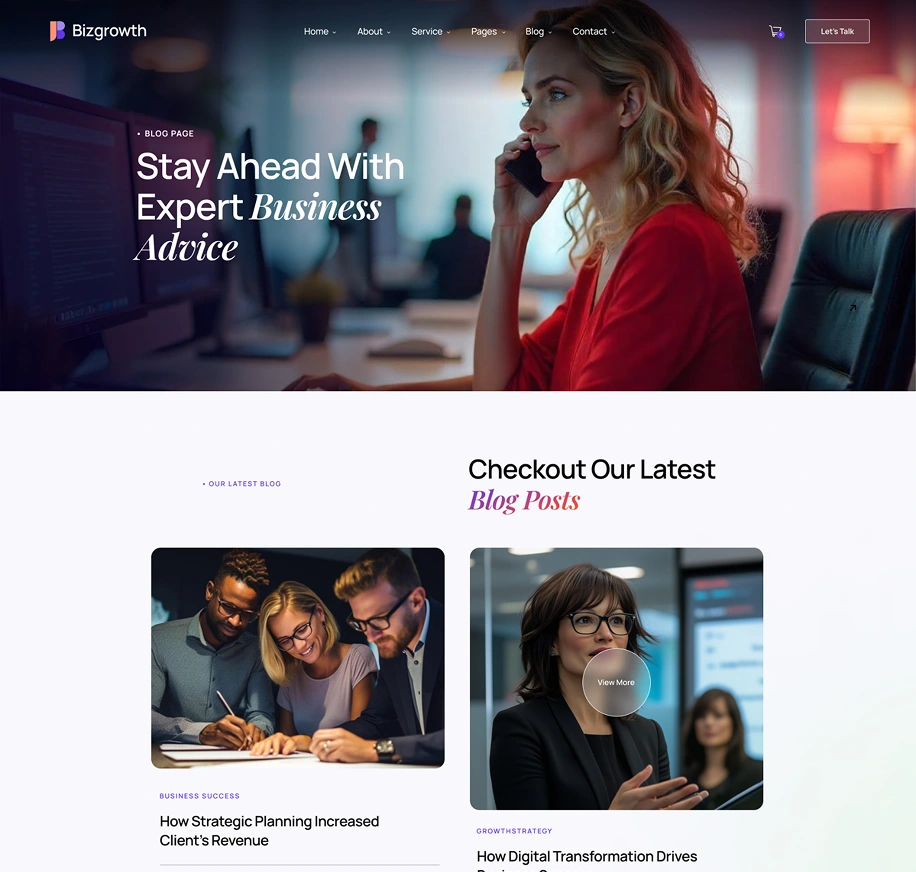 Bizgrowth
Home About Service Pages Blog Contact
0
Let's Talk
• BLOG PAGE
Stay Ahead With
Expert Business
Advice
• OUR LATEST BLOG
Checkout Our Latest
Blog Posts
View More
BUSINESS SUCCESS
How Strategic Planning Increased
Client's Revenue
GROWTHSTRATEGY
How Digital Transformation Drives